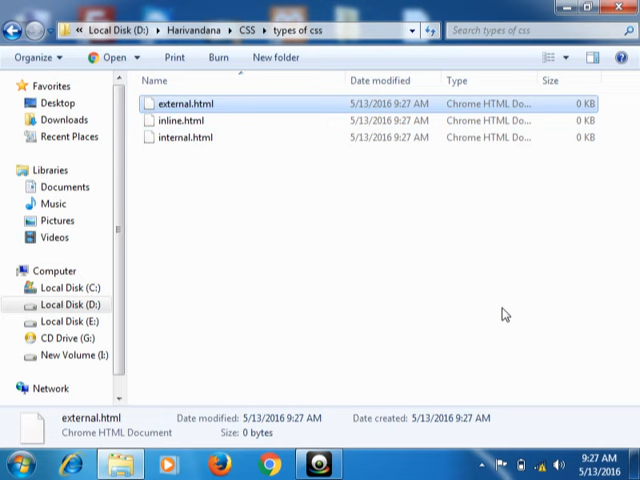 « Local Disk (D:) ▸ Harivandana ▸ CSS ▸ types of css
Search types of css
Organize ▾ Open ▾ Print Burn New folder
Name Date modified Type Size
external.html 5/13/2016 9:27 AM Chrome HTML Do... 0 KB
inline.html 5/13/2016 9:27 AM Chrome HTML Do... 0 KB
internal.html 5/13/2016 9:27 AM Chrome HTML Do... 0 KB
Favorites
Desktop
Downloads
Recent Places
Libraries
Documents
Music
Pictures
Videos
Computer
Local Disk (C:)
Local Disk (D:)
Local Disk (E:)
CD Drive (G:)
New Volume (I:)
Network
external.html Date modified: 5/13/2016 9:27 AM Date created: 5/13/2016 9:27 AM
Chrome HTML Document Size: 0 bytes
9:27 AM
5/13/2016